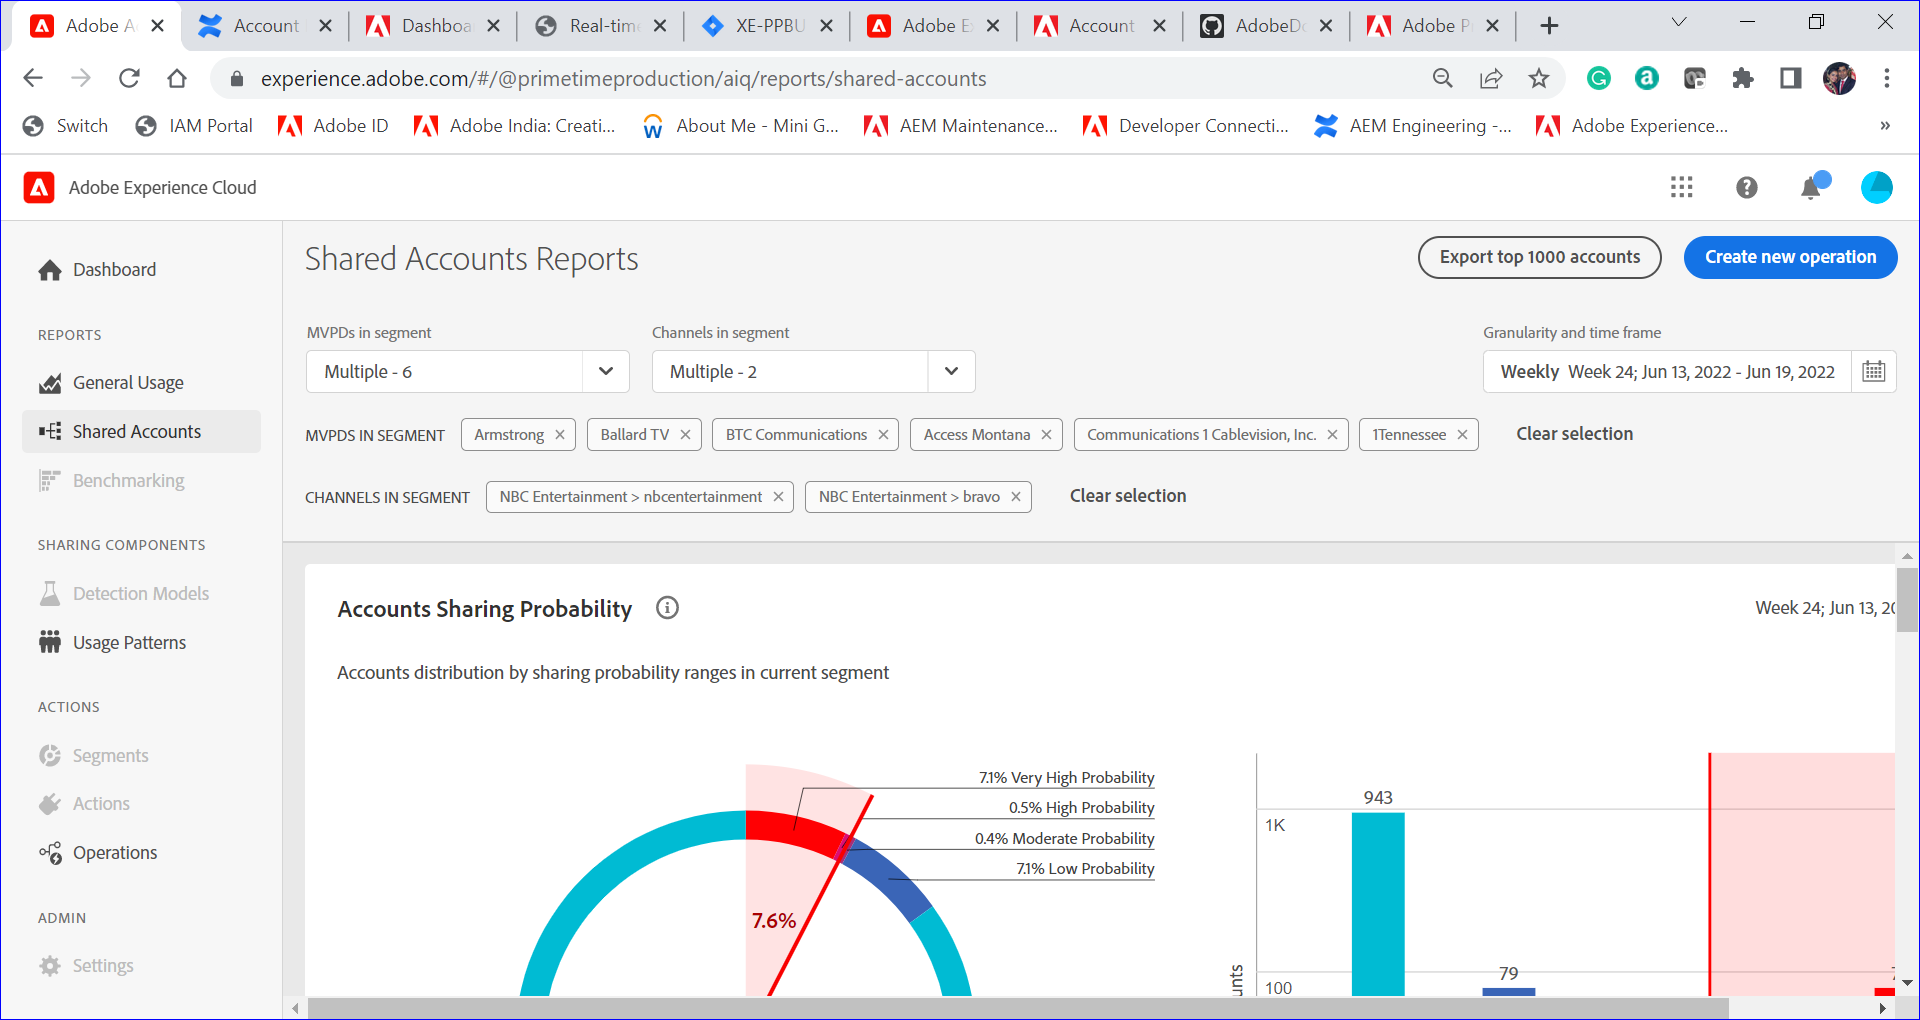 Adobe A
Account
Dashboa
Real-time
XE-PPBU
Adobe E
Account
AdobeDo
Adobe P
experience.adobe.com/#/@primetimeproduction/aiq/reports/shared-accounts
Switch
IAM Portal
Adobe ID
Adobe India: Creati...
About Me - Mini G...
AEM Maintenance...
Developer Connecti...
AEM Engineering -...
Adobe Experience...
»
Adobe Experience Cloud
Dashboard
REPORTS
General Usage
Shared Accounts
Benchmarking
SHARING COMPONENTS
Detection Models
Usage Patterns
ACTIONS
Segments
Actions
Operations
ADMIN
Settings
Shared Accounts Reports
Export top 1000 accounts
Create new operation
MVPDs in segment
Channels in segment
Granularity and time frame
Multiple - 6
Multiple - 2
Weekly Week 24; Jun 13, 2022 - Jun 19, 2022
MVPDS IN SEGMENT
Armstrong
Ballard TV
BTC Communications
Access Montana
Communications 1 Cablevision, Inc.
1Tennessee
Clear selection
CHANNELS IN SEGMENT
NBC Entertainment > nbcentertainment
NBC Entertainment > bravo
Clear selection
Accounts Sharing Probability
Week 24; Jun 13, 20
Accounts distribution by sharing probability ranges in current segment
7.1% Very High Probability
0.5% High Probability
0.4% Moderate Probability
7.1% Low Probability
7.6%
943
1K
79
100
unts